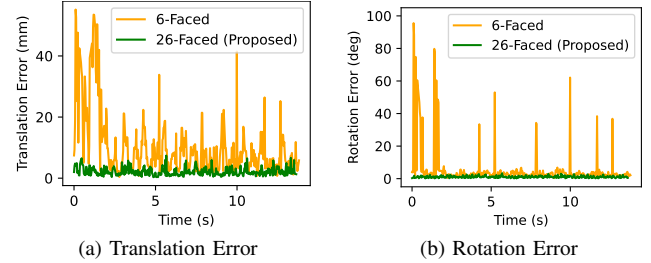 6-Faced
26-Faced (Proposed)
Translation Error (mm)
40
20
0
0
5
10
Time (s)
(a) Translation Error
6-Faced
26-Faced (Proposed)
Rotation Error (deg)
100
80
60
40
20
0
0
5
10
Time (s)
(b) Rotation Error